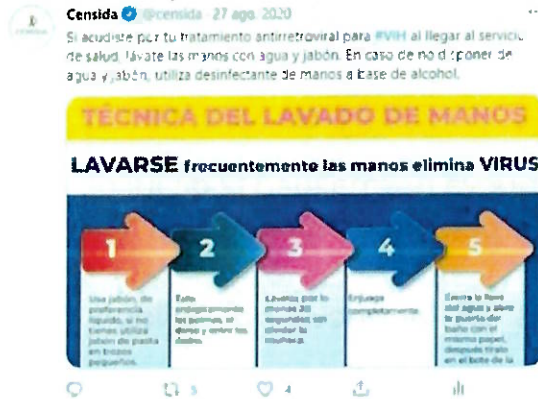 Censida @censida · 27 ago. 2020
Si acudiste por tu tratamiento antirretroviral para #VIH al llegar al servicio
de salud, lávate las manos con agua y jabón. En caso de no disponer de
agua y jabón, utiliza desinfectante de manos a base de alcohol.
TÉCNICA DEL LAVADO DE MANOS
LAVARSE frecuentemente las manos elimina VIRUS
1
2
3
4
5
Usa jabón, de
preferencia
líquido, si no
tienes utiliza
jabón de pasta
en trozos
pequeños.
Talla
enérgicamente
las palmas, el
dorso y entre los
dedos.
Lávalas por lo
menos 20
segundos sin
olvidar la
muñeca.
Enjuaga
completamente.
Cierra la llave
del agua y abre
la puerta del
baño con el
mismo papel,
después tíralo
en el bote de la
5
4